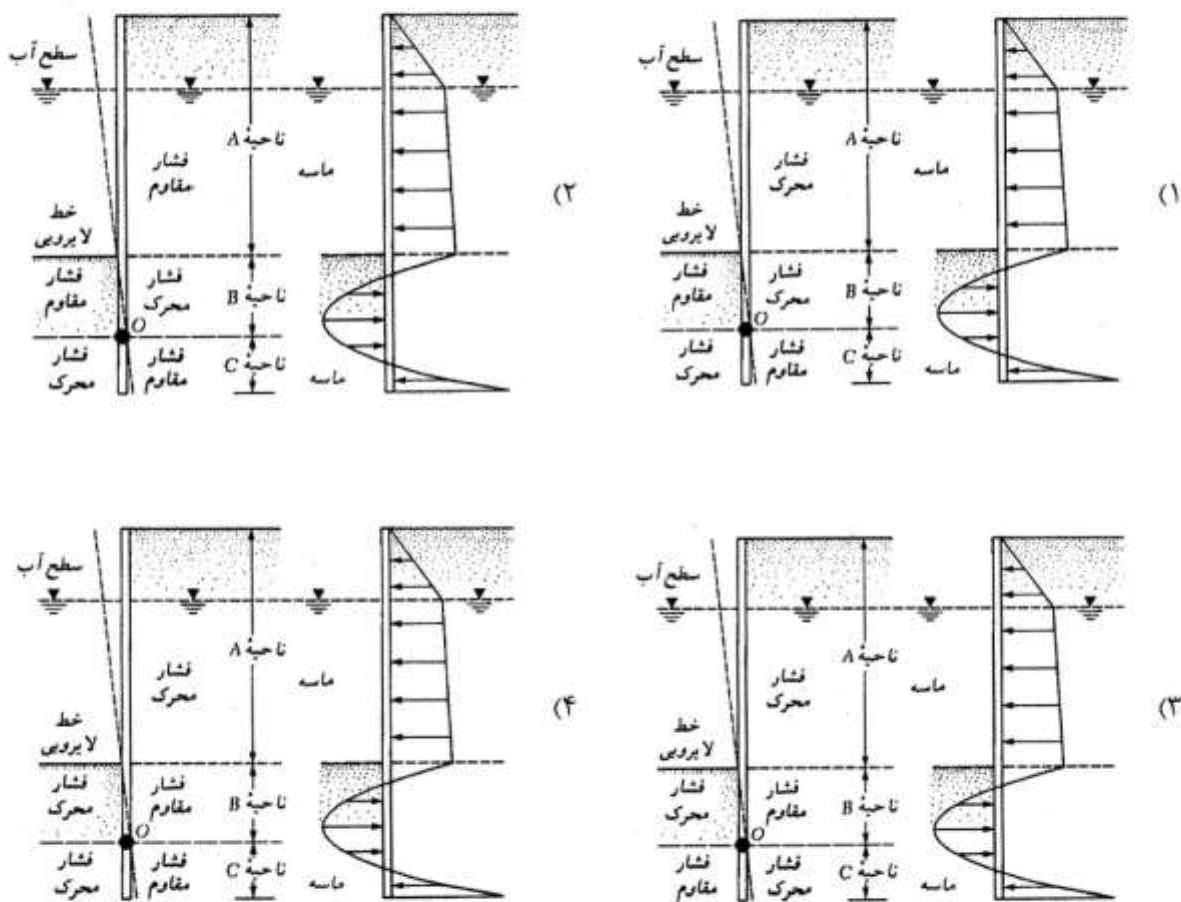 ۱)
سطح آب
ناحیهٔ A
ماسه
فشار
محرک
خط
لایروبی
فشار
مقاوم
فشار
محرک
ناحیهٔ B
O
فشار
محرک
فشار
مقاوم
ناحیهٔ C
ماسه
۲)
سطح آب
ناحیهٔ A
ماسه
فشار
مقاوم
خط
لایروبی
فشار
مقاوم
فشار
محرک
ناحیهٔ B
O
فشار
محرک
فشار
مقاوم
ناحیهٔ C
ماسه
۳)
سطح آب
ناحیهٔ A
ماسه
فشار
محرک
خط
لایروبی
فشار
محرک
فشار
مقاوم
ناحیهٔ B
O
فشار
مقاوم
فشار
محرک
ناحیهٔ C
ماسه
۴)
سطح آب
ناحیهٔ A
ماسه
فشار
محرک
خط
لایروبی
فشار
محرک
فشار
مقاوم
ناحیهٔ B
O
فشار
محرک
فشار
مقاوم
ناحیهٔ C
ماسه